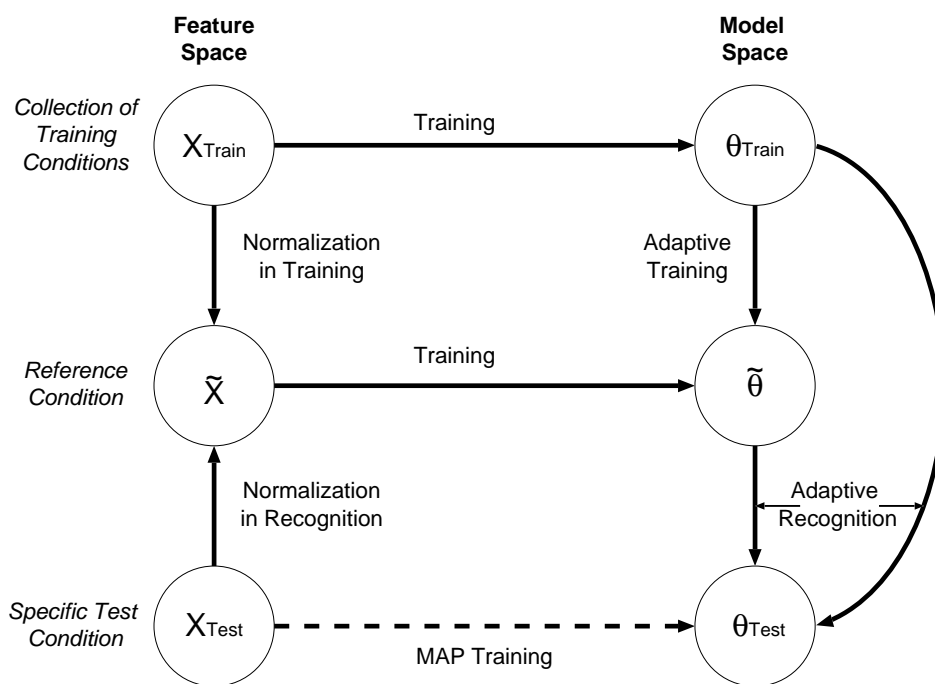 Feature
Space
Model
Space
Collection of
Training
Conditions
XTrain
Training
θTrain
Normalization
in Training
Adaptive
Training
Reference
Condition
X̃
Training
θ̃
Normalization
in Recognition
Adaptive
Recognition
Specific Test
Condition
XTest
MAP Training
θTest